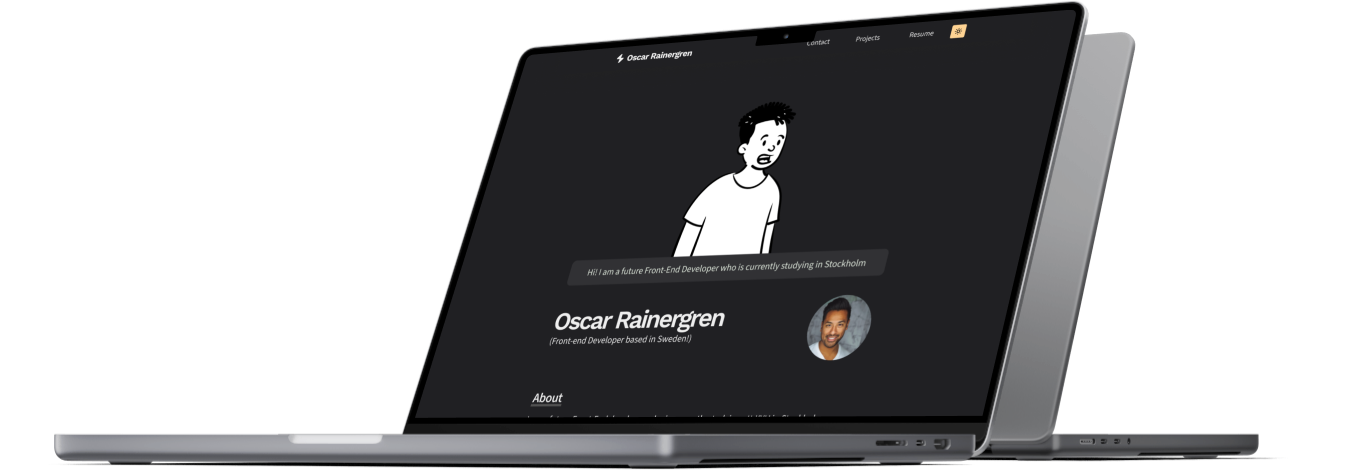 Oscar Rainergren
Contact
Projects
Resume
Hi! I am a future Front-End Developer who is currently studying in Stockholm
Oscar Rainergren
(Front-end Developer based in Sweden!)
About